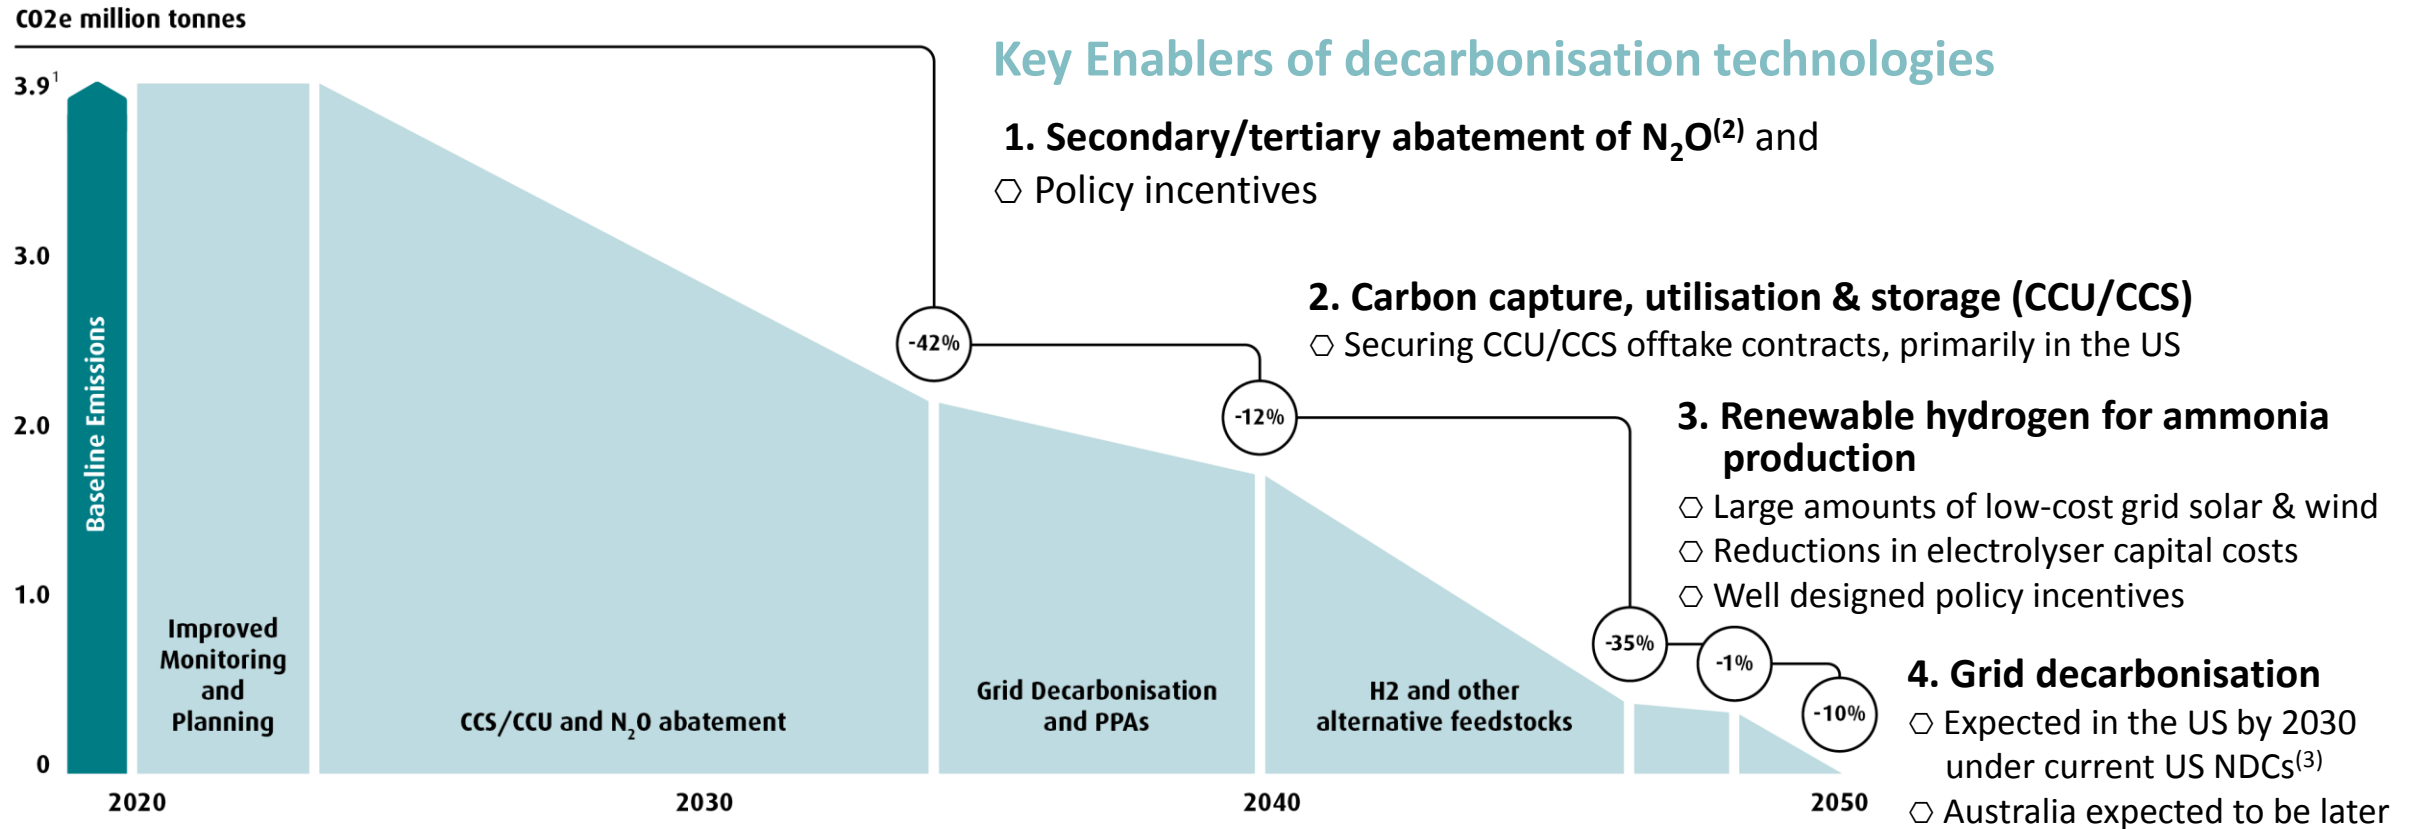 CO2e million tonnes
3.9¹
3.0
2.0
1.0
0
Baseline Emissions
Improved
Monitoring
and
Planning
CCS/CCU and N₂O abatement
Grid Decarbonisation
and PPAs
H2 and other
alternative feedstocks
-42%
-12%
-35%
-1%
-10%
2020
2030
2040
2050
Key Enablers of decarbonisation technologies
1. Secondary/tertiary abatement of N₂O⁽²⁾ and
Policy incentives
2. Carbon capture, utilisation & storage (CCU/CCS)
Securing CCU/CCS offtake contracts, primarily in the US
3. Renewable hydrogen for ammonia
production
Large amounts of low-cost grid solar & wind
Reductions in electrolyser capital costs
Well designed policy incentives
4. Grid decarbonisation
Expected in the US by 2030
under current US NDCs⁽³⁾
Australia expected to be later